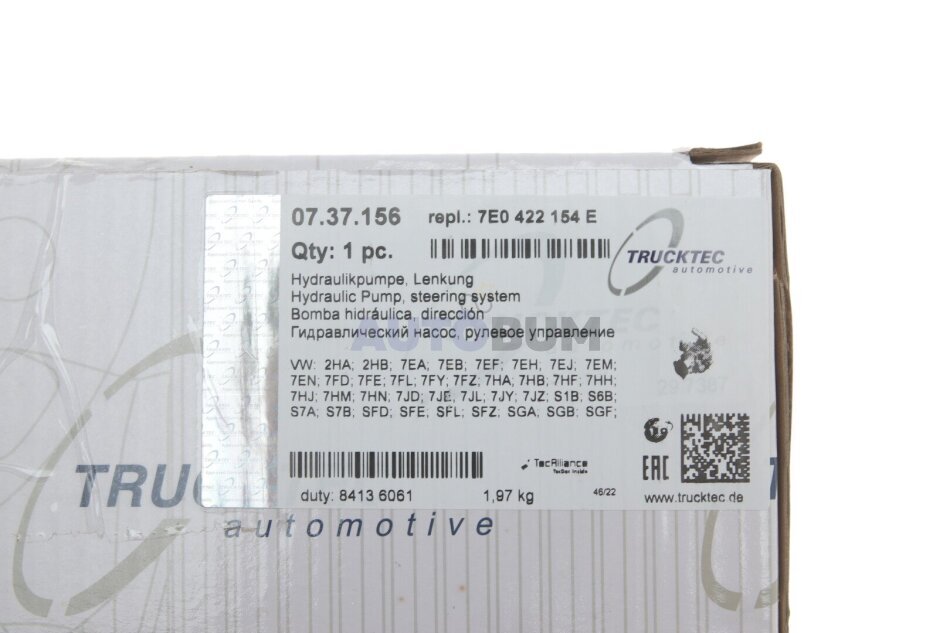 07.37.156 repl.: 7E0 422 154 E
Qty: 1 pc.
TRUCKTEC
automotive
Hydraulikpumpe, Lenkung
Hydraulic Pump, steering system
Bomba hidráulica, dirección
Гидравлический насос, рулевое управление
AUTOBUM
VW: 2HA; 2HB; 7EA; 7EB; 7EF; 7EH; 7EJ; 7EM;
7EN; 7FD; 7FE; 7FL; 7FY; 7FZ; 7HA; 7HB; 7HF; 7HH;
7HJ; 7HM; 7HN; 7JD; 7JE; 7JL; 7JY; 7JZ; S1B; S6B;
S7A; S7B; SFD; SFE; SFL; SFZ; SGA; SGB; SGF;
TecAlliance
TecDoc Inside
EAC
duty: 8413 6061 1,97 kg 46/22 www.trucktec.de
TRUC
automotive